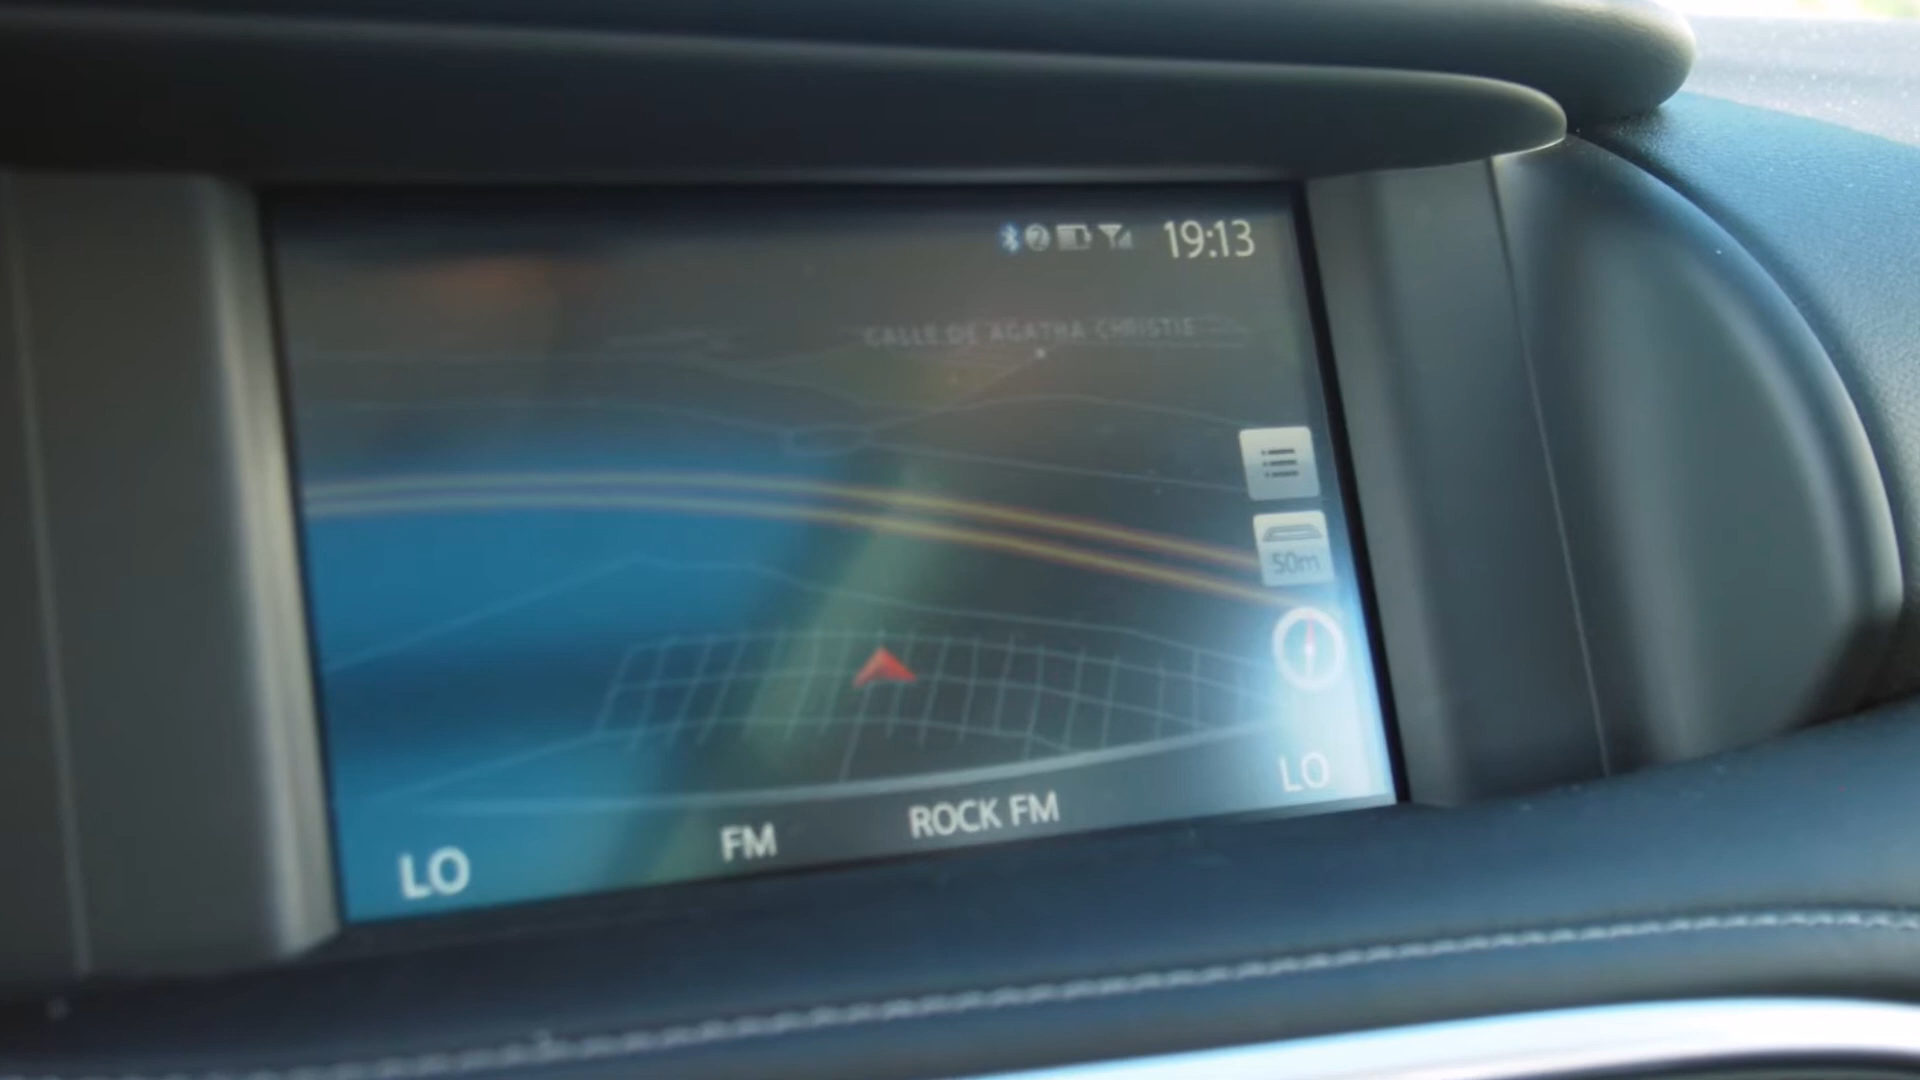 19:13
CALLE DE AGATHA CHRISTIE
50m
LO
FM
ROCK FM
LO